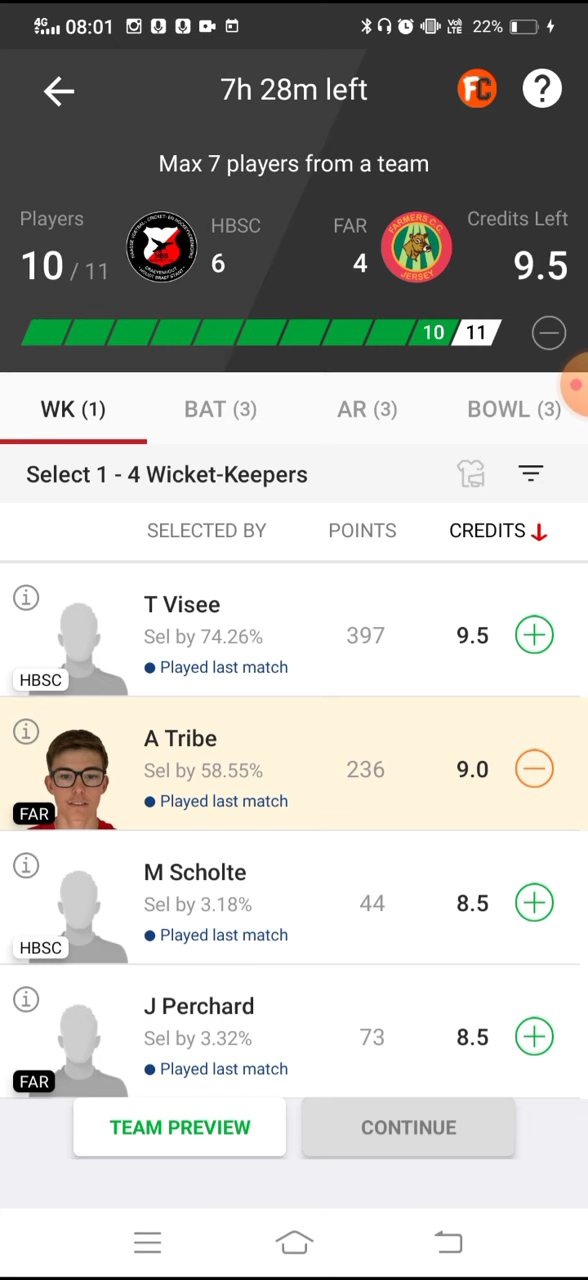 4G 08:01 Vo) LTE 22%
7h 28m left FC ?
Max 7 players from a team
Players HBSC FAR Credits Left
10 / 11 6 4 9.5
FARMERS C.C.
JERSEY
10 11
WK (1) BAT (3) AR (3) BOWL (3)
Select 1 - 4 Wicket-Keepers
SELECTED BY POINTS CREDITS
T Visee
Sel by 74.26% 397 9.5
Played last match
HBSC
A Tribe
Sel by 58.55% 236 9.0
Played last match
FAR
M Scholte
Sel by 3.18% 44 8.5
Played last match
HBSC
J Perchard
Sel by 3.32% 73 8.5
Played last match
FAR
TEAM PREVIEW CONTINUE